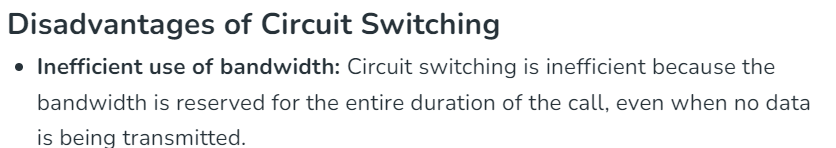 Disadvantages of Circuit Switching
• Inefficient use of bandwidth: Circuit switching is inefficient because the
bandwidth is reserved for the entire duration of the call, even when no data
is being transmitted.